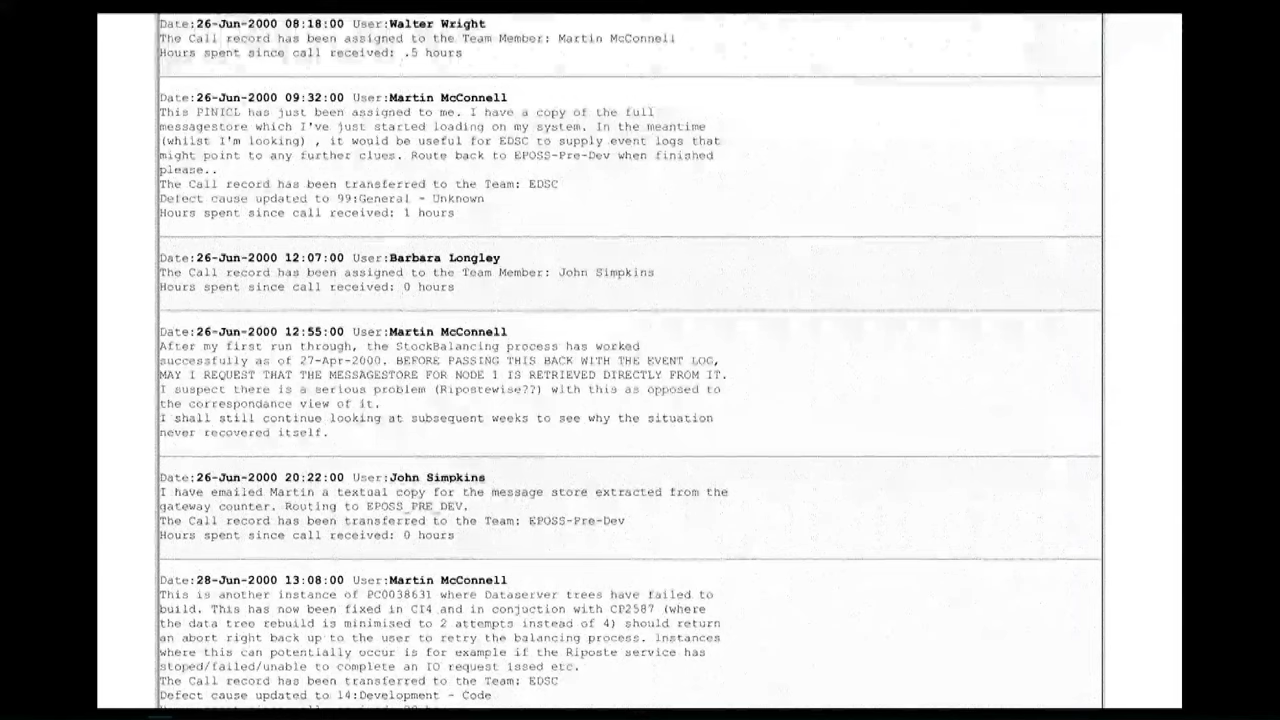 Date:26-Jun-2000 08:18:00 User:Walter Wright
The Call record has been assigned to the Team Member: Martin McConnell
Hours spent since call received: .5 hours
Date:26-Jun-2000 09:32:00 User:Martin McConnell
This PINICL has just been assigned to me. I have a copy of the full
messagestore which I've just started loading on my system. In the meantime
(whilst I'm looking) , it would be useful for EDSC to supply event logs that
might point to any further clues. Route back to EPOSS-Pre-Dev when finished
please..
The Call record has been transferred to the Team: EDSC
Defect cause updated to 99:General - Unknown
Hours spent since call received: 1 hours
Date:26-Jun-2000 12:07:00 User:Barbara Longley
The Call record has been assigned to the Team Member: John Simpkins
Hours spent since call received: 0 hours
Date:26-Jun-2000 12:55:00 User:Martin McConnell
After my first run through, the StockBalancing process has worked
successfully as of 27-Apr-2000. BEFORE PASSING THIS BACK WITH THE EVENT LOG,
MAY I REQUEST THAT THE MESSAGESTORE FOR NODE 1 IS RETRIEVED DIRECTLY FROM IT.
I suspect there is a serious problem (Ripostewise??) with this as opposed to
the correspondance view of it.
I shall still continue looking at subsequent weeks to see why the situation
never recovered itself.
Date:26-Jun-2000 20:22:00 User:John Simpkins
I have emailed Martin a textual copy for the message store extracted from the
gateway counter. Routing to EPOSS_PRE_DEV.
The Call record has been transferred to the Team: EPOSS-Pre-Dev
Hours spent since call received: 0 hours
Date:28-Jun-2000 13:08:00 User:Martin McConnell
This is another instance of PC0038631 where Dataserver trees have failed to
build. This has now been fixed in CI4 and in conjuction with CP2587 (where
the data tree rebuild is minimised to 2 attempts instead of 4) should return
an abort right back up to the user to retry the balancing process. Instances
where this can potentially occur is for example if the Riposte service has
stoped/failed/unable to complete an IO request issed etc.
The Call record has been transferred to the Team: EDSC
Defect cause updated to 14:Development - Code